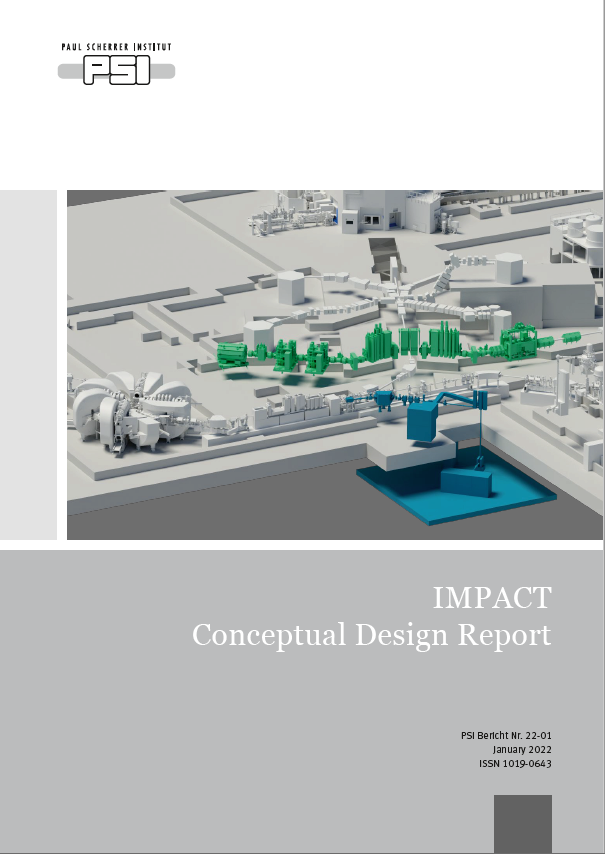 PAUL SCHERRER INSTITUT
PSI
IMPACT
Conceptual Design Report
PSI Bericht Nr. 22-01
January 2022
ISSN 1019-0643